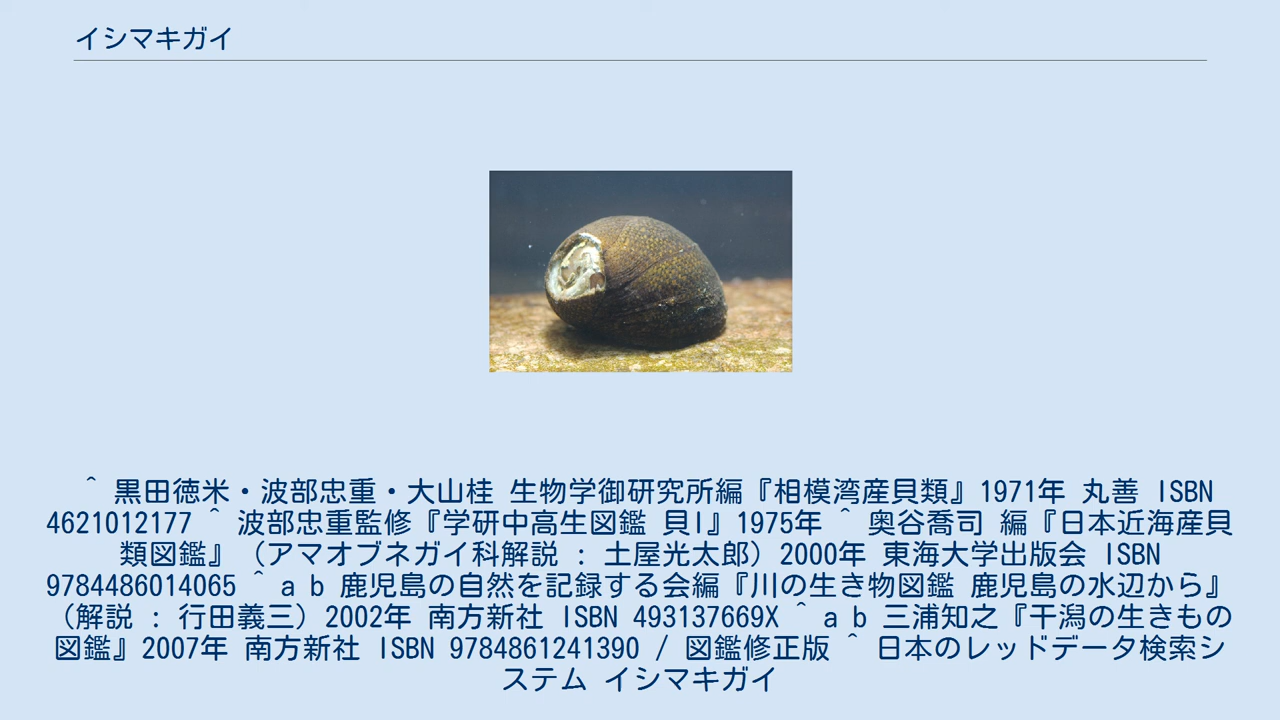 イシマキガイ
^ 黒田徳米・波部忠重・大山桂 生物学御研究所編『相模湾産貝類』1971年 丸善 ISBN
4621012177 ^ 波部忠重監修『学研中高生図鑑 貝I』1975年 ^ 奥谷喬司 編『日本近海産貝
類図鑑』（アマオブネガイ科解説 : 土屋光太郎）2000年 東海大学出版会 ISBN
9784486014065 ^ a b 鹿児島の自然を記録する会編『川の生き物図鑑 鹿児島の水辺から』
（解説 : 行田義三）2002年 南方新社 ISBN 493137669X ^ a b 三浦知之『干潟の生きもの
図鑑』2007年 南方新社 ISBN 9784861241390 / 図鑑修正版 ^ 日本のレッドデータ検索シ
ステム イシマキガイ